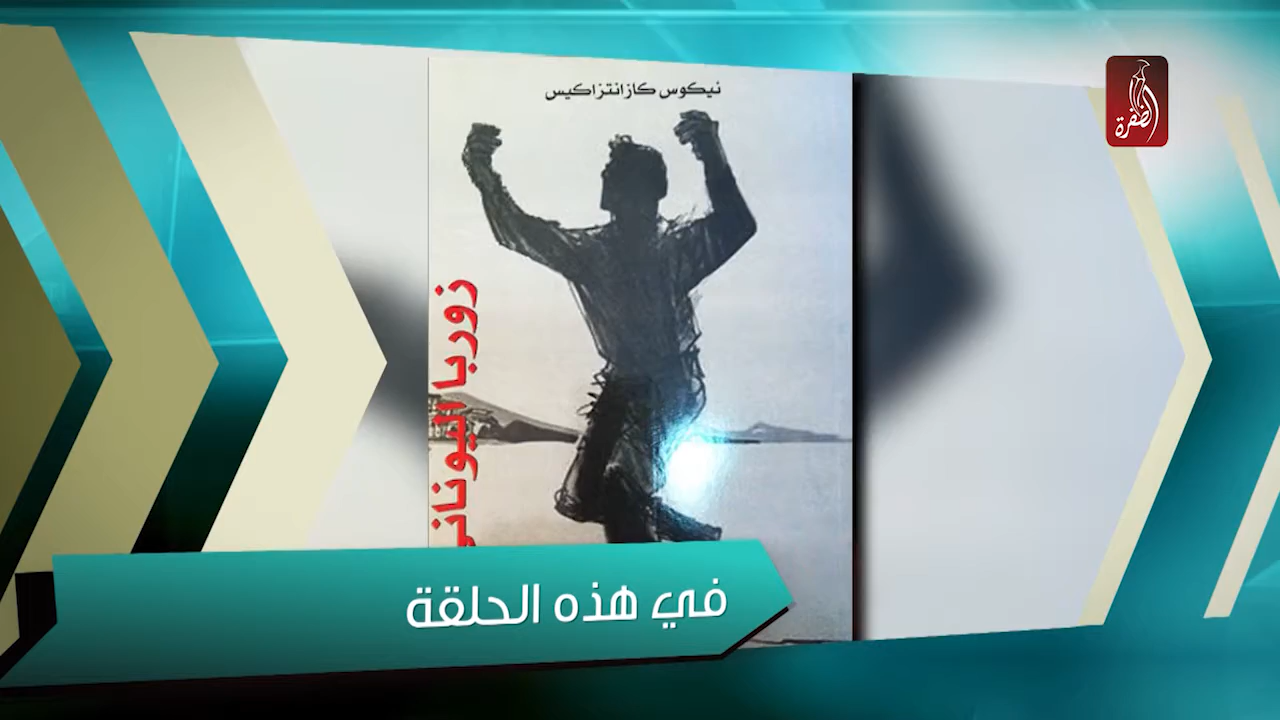 الظفرة
نيكوس كازانتزاكيس
زوربا اليوناني
في هذه الحلقة